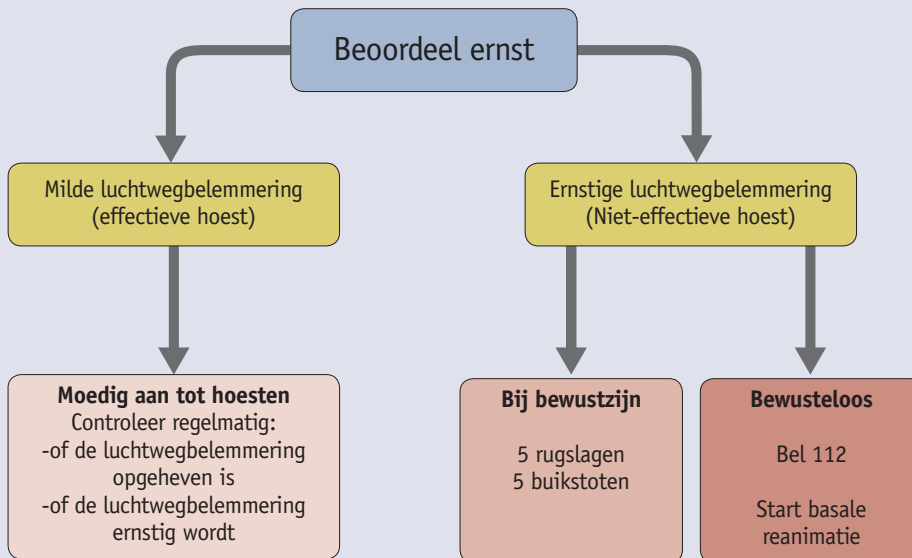 Beoordeel ernst
Milde luchtwegbelemmering
(effectieve hoest)
Ernstige luchtwegbelemmering
(Niet-effectieve hoest)
Moedig aan tot hoesten
Controleer regelmatig:
-of de luchtwegbelemmering
opgeheven is
-of de luchtwegbelemmering
ernstig wordt
Bij bewustzijn
5 rugslagen
5 buikstoten
Bewusteloos
Bel 112
Start basale
reanimatie